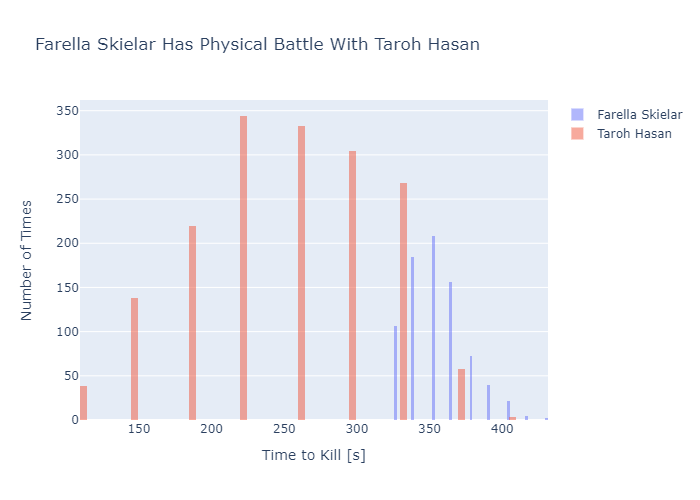 Farella Skielar Has Physical Battle With Taroh Hasan
Farella Skielar
Taroh Hasan
350
300
250
200
150
100
50
0
Number of Times
150 200 250 300 350 400
Time to Kill [s]